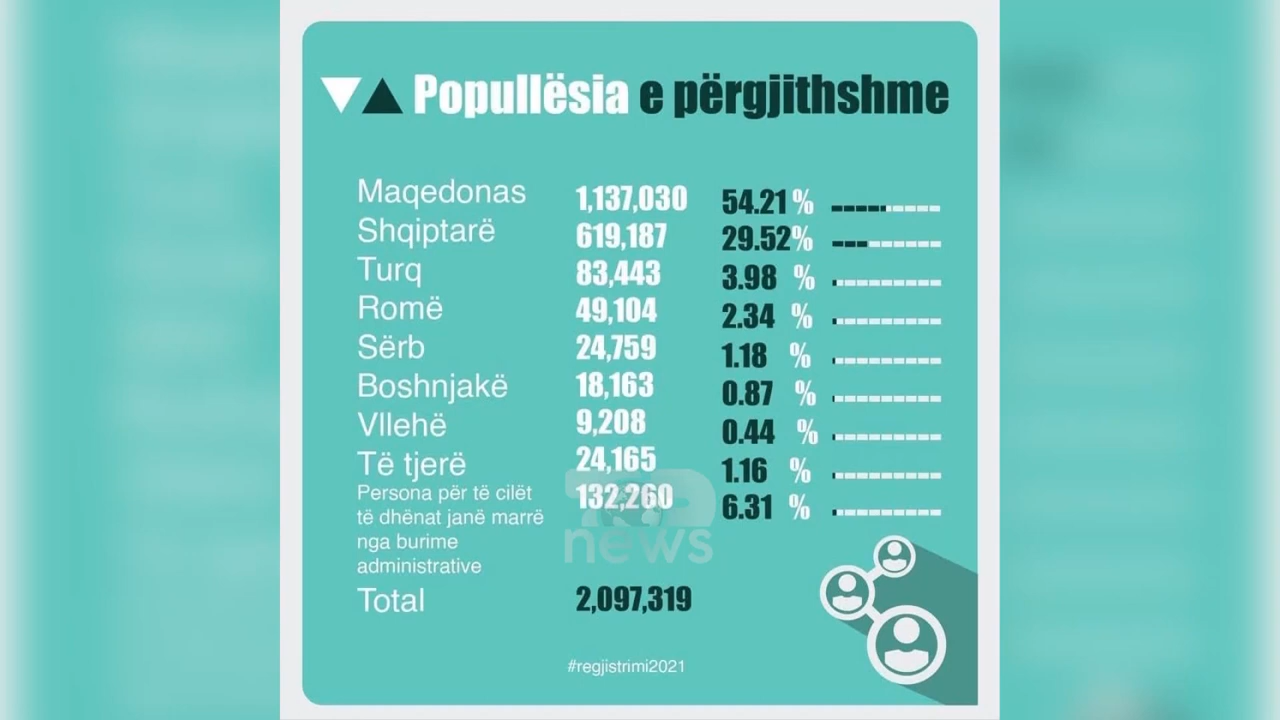 Popullësia e përgjithshme
Maqedonas 1,137,030 54.21 %
Shqiptarë 619,187 29.52%
Turq 83,443 3.98 %
Romë 49,104 2.34 %
Sërb 24,759 1.18 %
Boshnjakë 18,163 0.87 %
Vllehë 9,208 0.44 %
Të tjerë 24,165 1.16 %
Persona për të cilët 132,260 6.31 %
të dhënat janë marrë
nga burime
administrative
TOP
news
Total 2,097,319
#regjistrimi2021